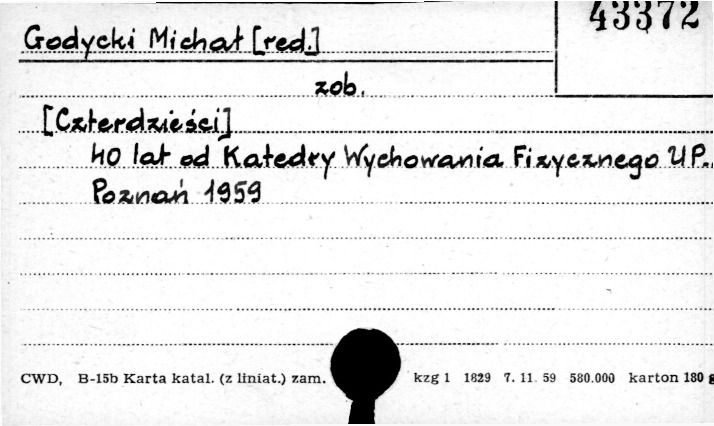 43372
Godycki Michał [red.]
zob.
[Czterdzieści]
40 lat od Katedry Wychowania Fizycznego UP..
Poznań 1959
CWD, B-15b Karta katal. (z liniat.) zam. kzg 1 1829 7. 11. 59 580.000 karton 180 g